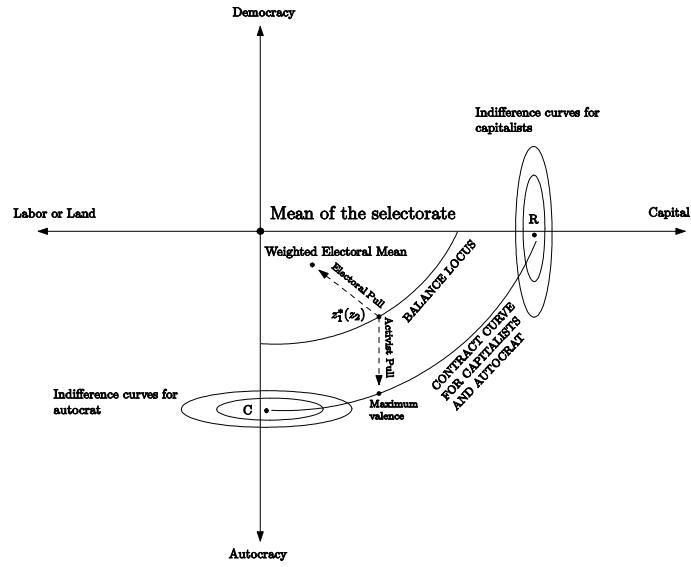 Democracy
Indifference curves for
capitalists
R
Labor or Land
Mean of the selectorate
Capital
Weighted Electoral Mean
Electoral Pull
BALANCE LOCUS
z₁*(z₂)
Activist Pull
CONTRACT CURVE
FOR CAPITALISTS
AND AUTOCRAT
Indifference curves for
autocrat
C
Maximum
valence
Autocracy